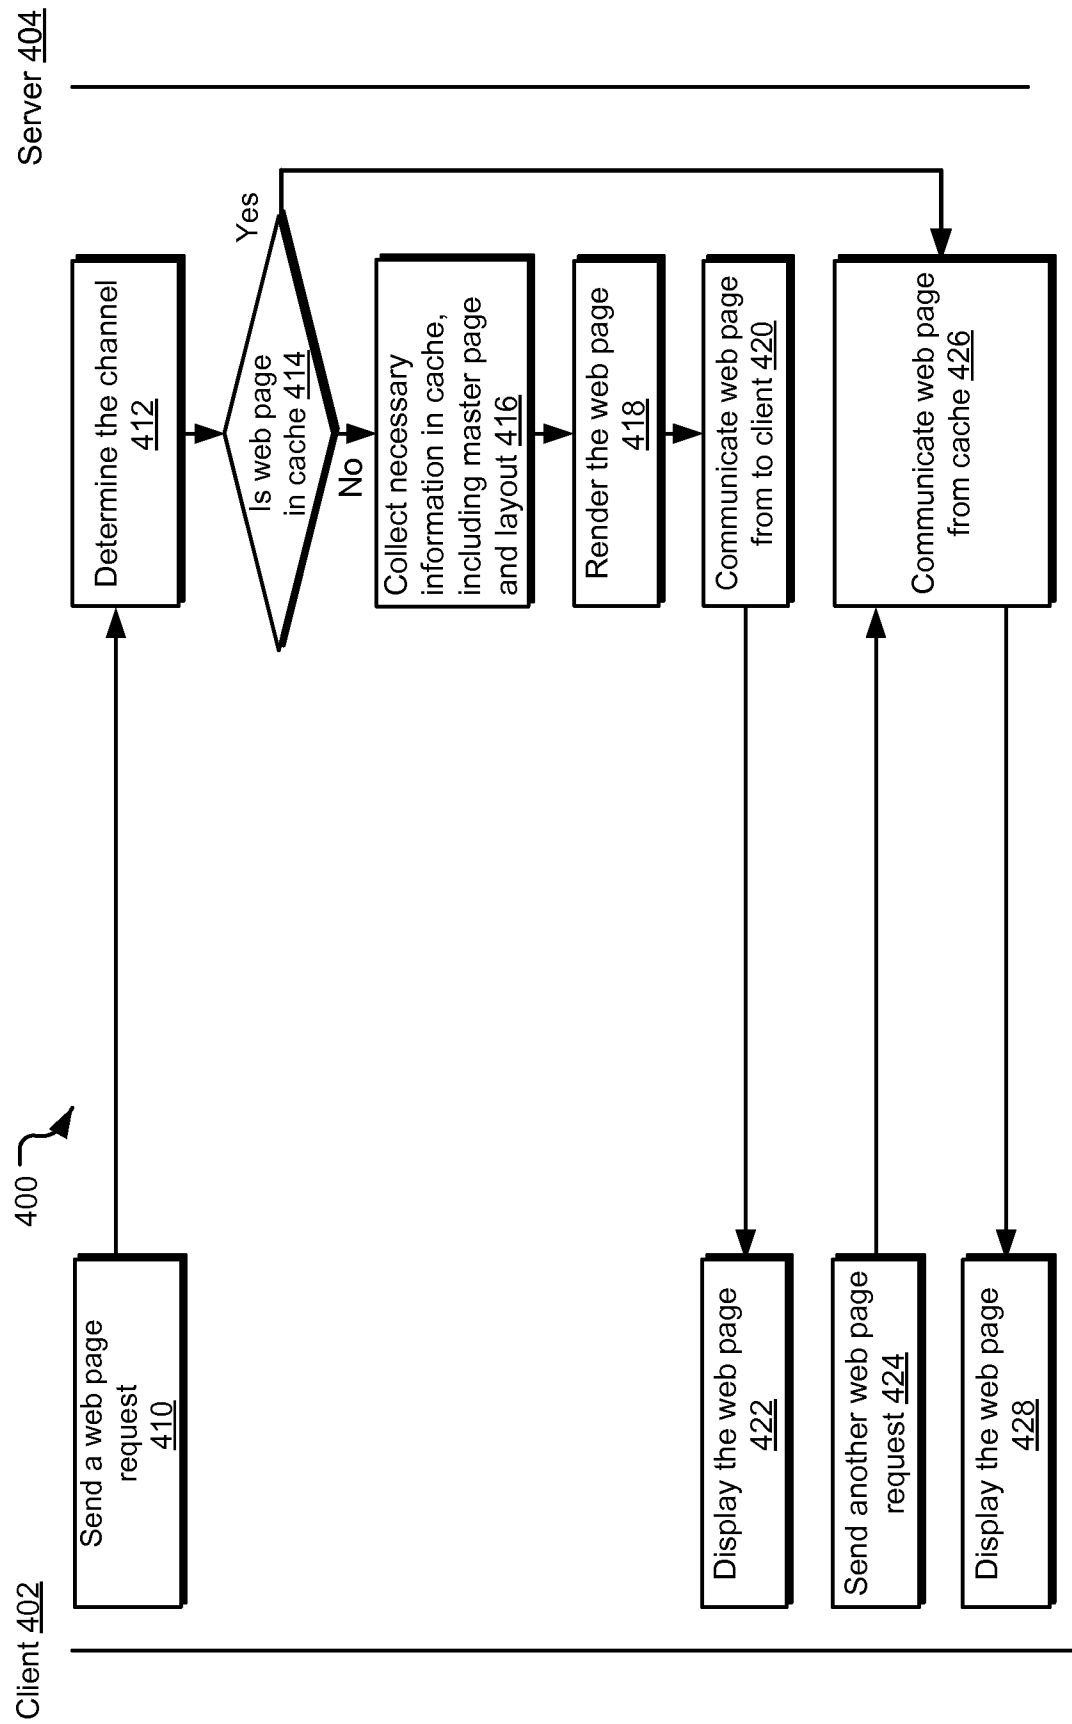 Client 402
400
Server 404
Send a web page
request
410
Determine the channel
412
Is web page
in cache 414
Yes
No
Collect necessary
information in cache,
including master page
and layout 416
Render the web page
418
Communicate web page
from to client 420
Display the web page
422
Send another web page
request 424
Communicate web page
from cache 426
Display the web page
428